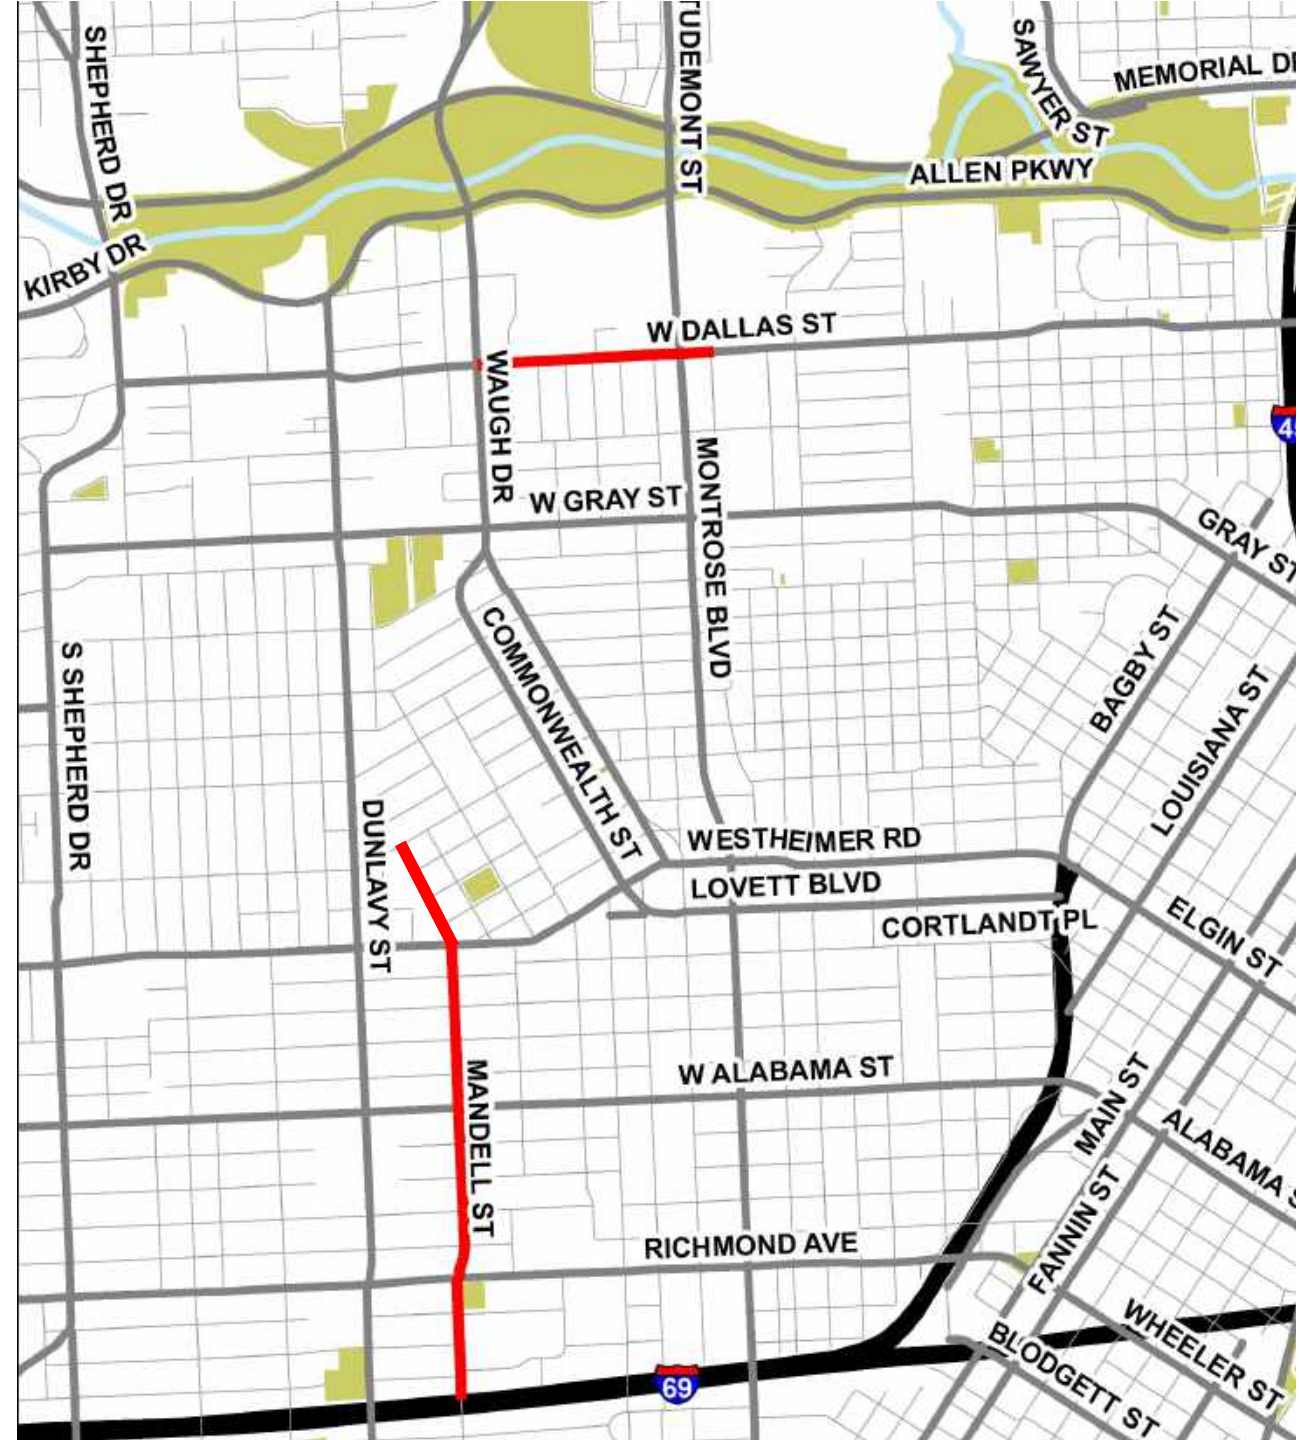 SHEPHERD DR
TUDEMONT ST
SAWYER ST
MEMORIAL D
ALLEN PKWY
KIRBY DR
W DALLAS ST
WAUGH DR
MONTROSE BLVD
W GRAY ST
GRAY ST
COMMONWEALTH ST
BAGBY ST
LOUISIANA ST
S SHEPHERD DR
DUNLAVY ST
WESTHEIMER RD
LOVETT BLVD
CORTLANDT PL
ELGIN ST
MANDELL ST
W ALABAMA ST
MAIN ST
ALABAMA S
FANNIN ST
RICHMOND AVE
WHEELER ST
BLODGETT ST
69